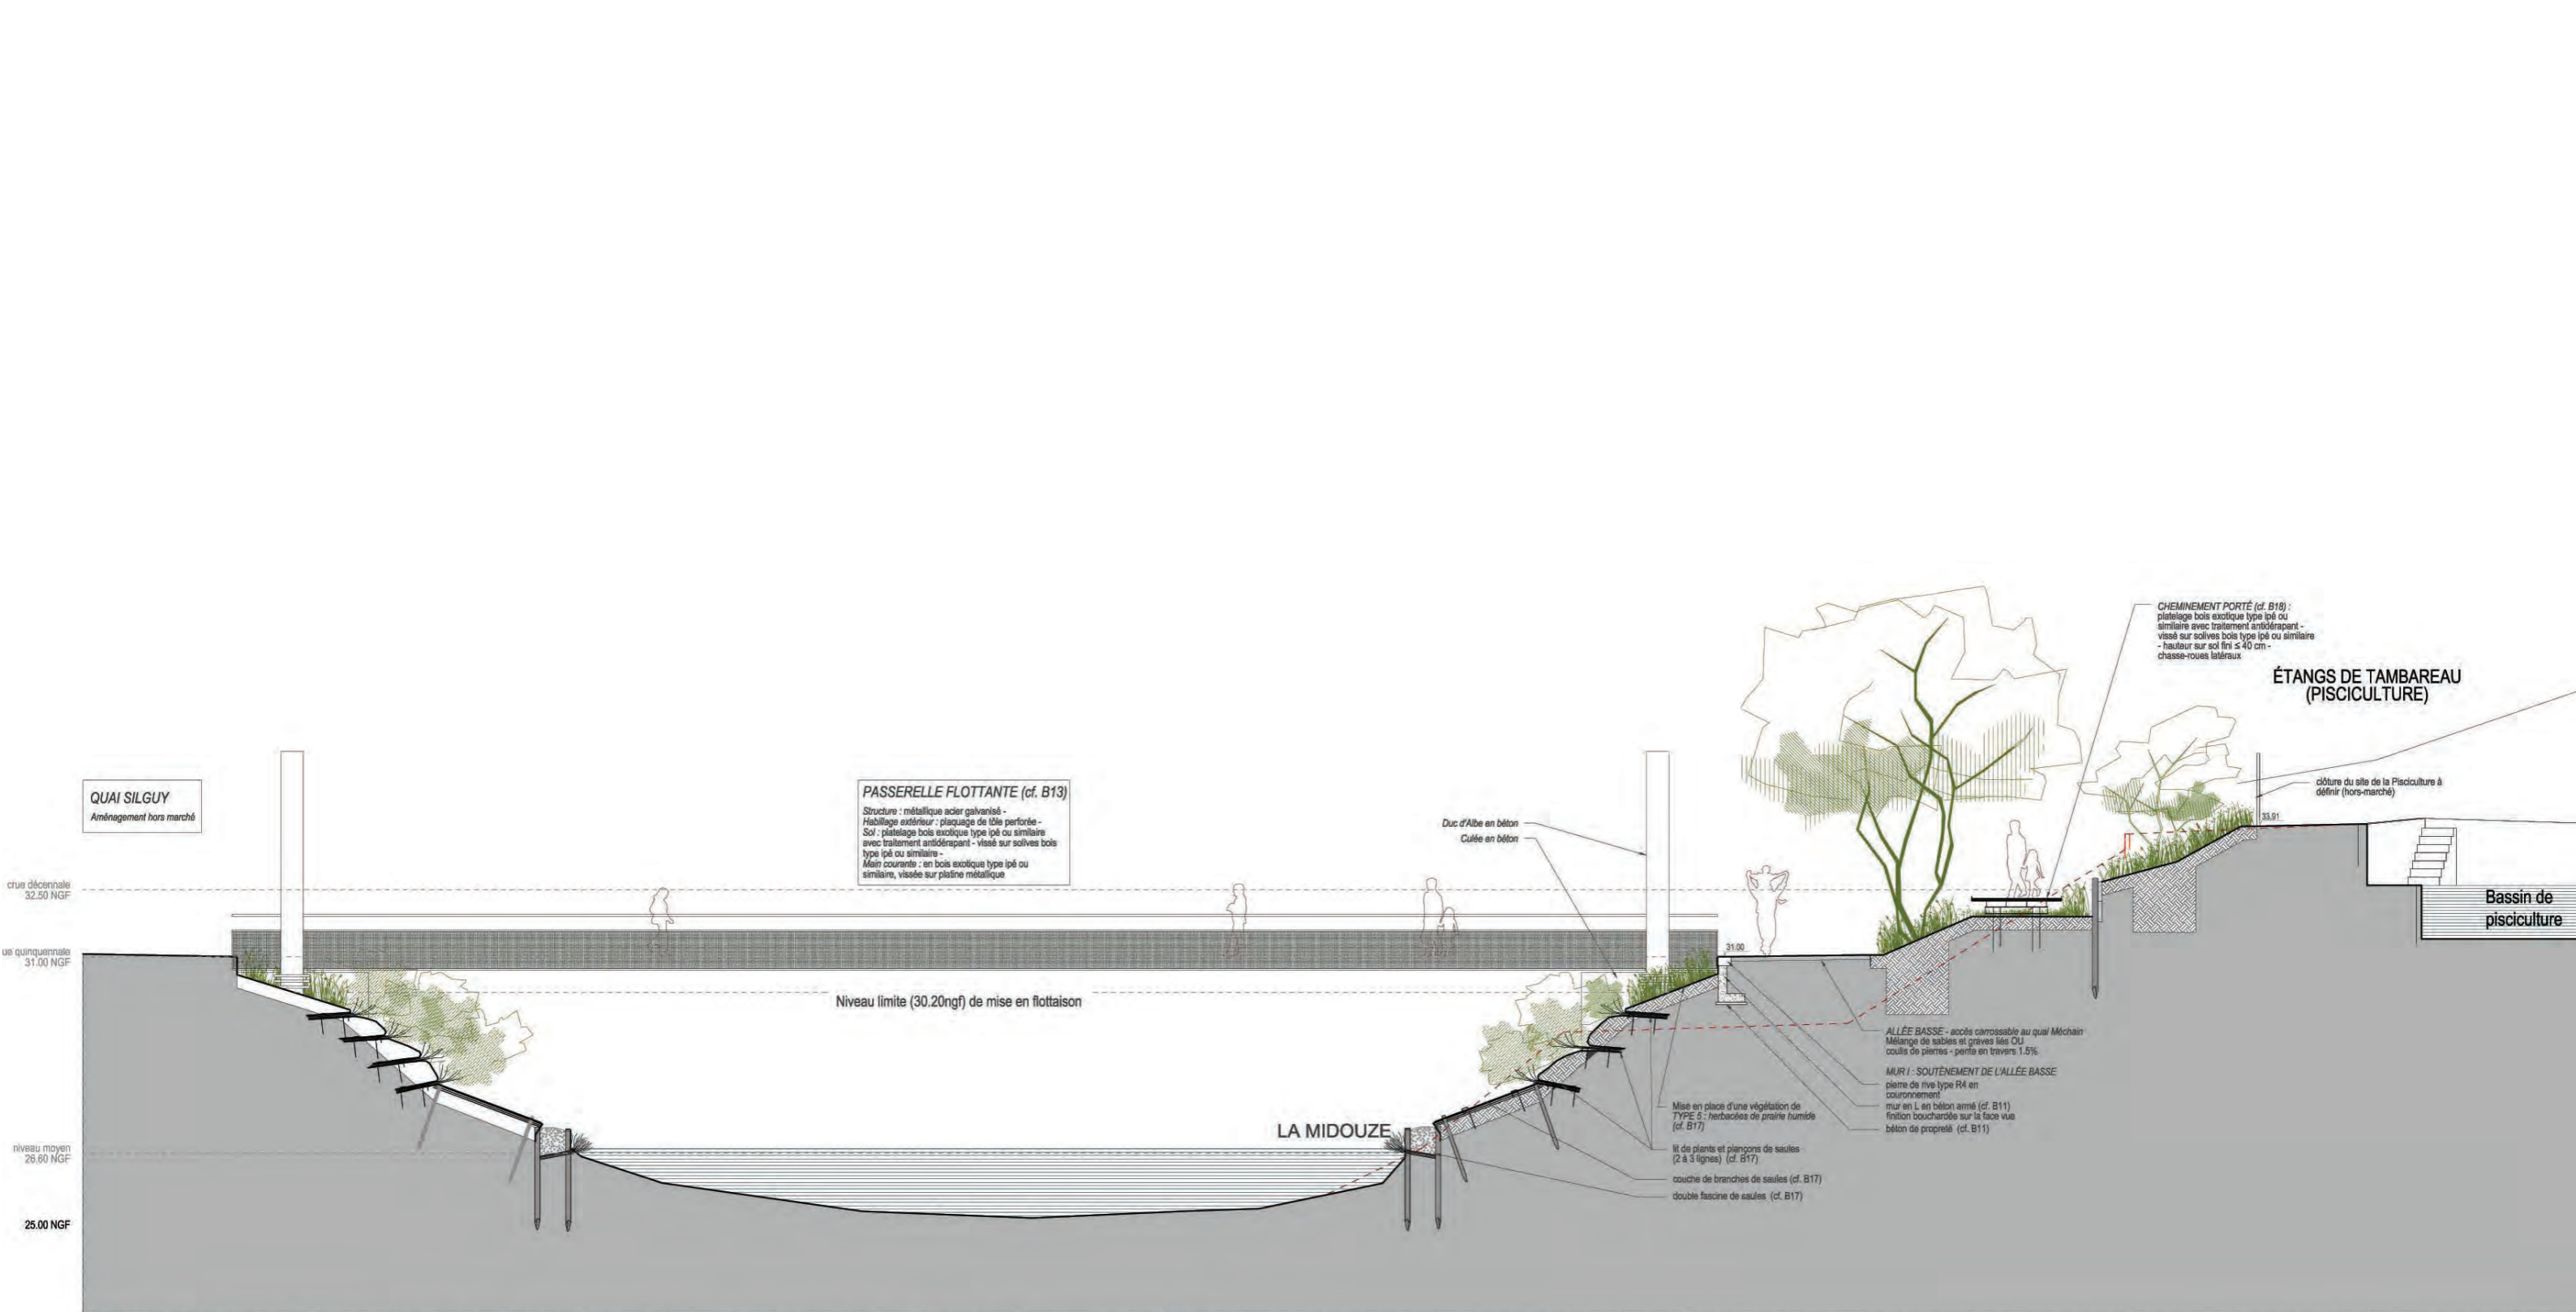 QUAI SILGUY
Aménagement hors marché
crue décennale
32.50 NGF
ue quinquennale
31.00 NGF
niveau moyen
26.60 NGF
25.00 NGF
PASSERELLE FLOTTANTE (cf. B13)
Structure : métallique acier galvanisé -
Habillage extérieur : plaquage de tôle perforée -
Sol : platelage bois exotique type ipé ou similaire
avec traitement antidérapant - vissé sur solives bois
type ipé ou similaire -
Main courante : en bois exotique type ipé ou
similaire, vissée sur platine métallique
Niveau limite (30.20ngf) de mise en flottaison
LA MIDOUZE
Duc d'Albe en béton
Culée en béton
31.00
Mise en place d'une végétation de
TYPE 5 : herbacées de prairie humide
(cf. B17)
lit de plants et plançons de saules
(2 à 3 lignes) (cf. B17)
couche de branches de saules (cf. B17)
double fascine de saules (cf. B17)
ALLÉE BASSE - accès carrossable au quai Méchain
Mélange de sables et graves liés OU
coulis de pierres - pente en travers 1.5%
MUR I : SOUTÈNEMENT DE L'ALLÉE BASSE
pierre de rive type R4 en
couronnement
mur en L en béton armé (cf. B11)
finition bouchardée sur la face vue
béton de propreté (cf. B11)
CHEMINEMENT PORTÉ (cf. B18) :
platelage bois exotique type ipé ou
similaire avec traitement antidérapant -
vissé sur solives bois type ipé ou similaire
- hauteur sur sol fini ≤ 40 cm -
chasse-roues latéraux
ÉTANGS DE TAMBAREAU
(PISCICULTURE)
clôture du site de la Pisciculture à
définir (hors-marché)
33.91
Bassin de
pisciculture